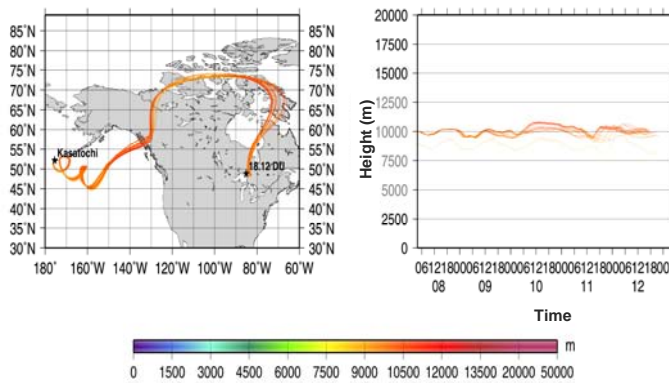 85°N 85°N
80°N 80°N
75°N 75°N
70°N 70°N
65°N 65°N
60°N 60°N
55°N 55°N
50°N 50°N
45°N 45°N
40°N 40°N
35°N 35°N
30°N 30°N
Kasatochi
18.12 DD
180 160°W 140°W 120°W 100°W 80°W 60°W
Height (m)
20000
17500
15000
12500
10000
7500
5000
2500
0
061218000612180006121800061218000612180
08 09 10 11 12
Time
m
0 1500 3000 4500 6000 7500 9000 10500 12000 13500 20000 50000